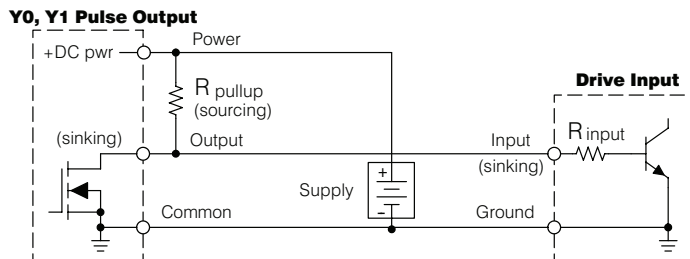 Y0, Y1 Pulse Output
+DC pwr
Power
R pullup
(sourcing)
Drive Input
(sinking)
Output
Input
(sinking)
R input
Supply
+
-
Common
Ground